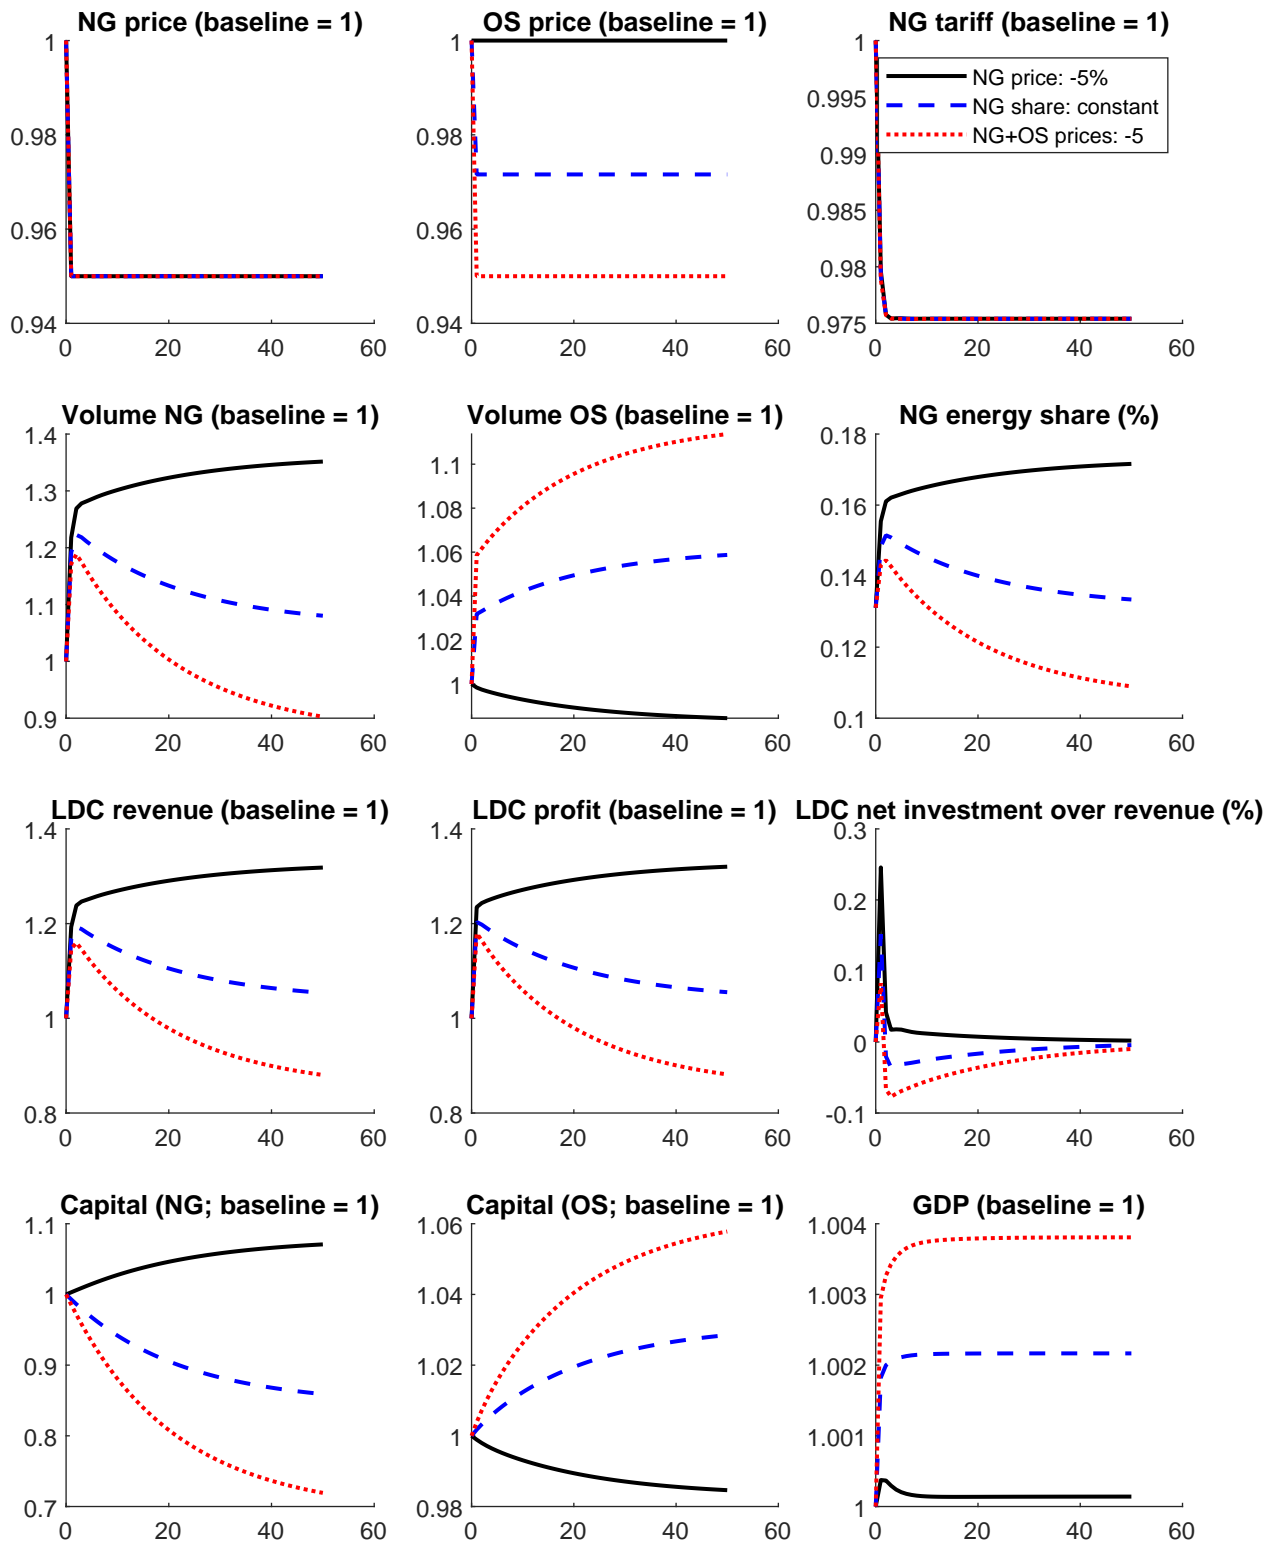 NG price (baseline = 1)
1
0.98
0.96
0.94
0 20 40 60
OS price (baseline = 1)
1
0.98
0.96
0.94
0 20 40 60
NG tariff (baseline = 1)
1
0.995
0.99
0.985
0.98
0.975
0 20 40 60
NG price: -5%
NG share: constant
NG+OS prices: -5
Volume NG (baseline = 1)
1.4
1.3
1.2
1.1
1
0.9
0 20 40 60
Volume OS (baseline = 1)
1.1
1.08
1.06
1.04
1.02
1
0 20 40 60
NG energy share (%)
0.18
0.16
0.14
0.12
0.1
0 20 40 60
LDC revenue (baseline = 1)
1.4
1.2
1
0.8
0 20 40 60
LDC profit (baseline = 1)
1.4
1.2
1
0.8
0 20 40 60
LDC net investment over revenue (%)
0.3
0.2
0.1
0
-0.1
0 20 40 60
Capital (NG; baseline = 1)
1.1
1
0.9
0.8
0.7
0 20 40 60
Capital (OS; baseline = 1)
1.06
1.04
1.02
1
0.98
0 20 40 60
GDP (baseline = 1)
1.004
1.003
1.002
1.001
1
0 20 40 60